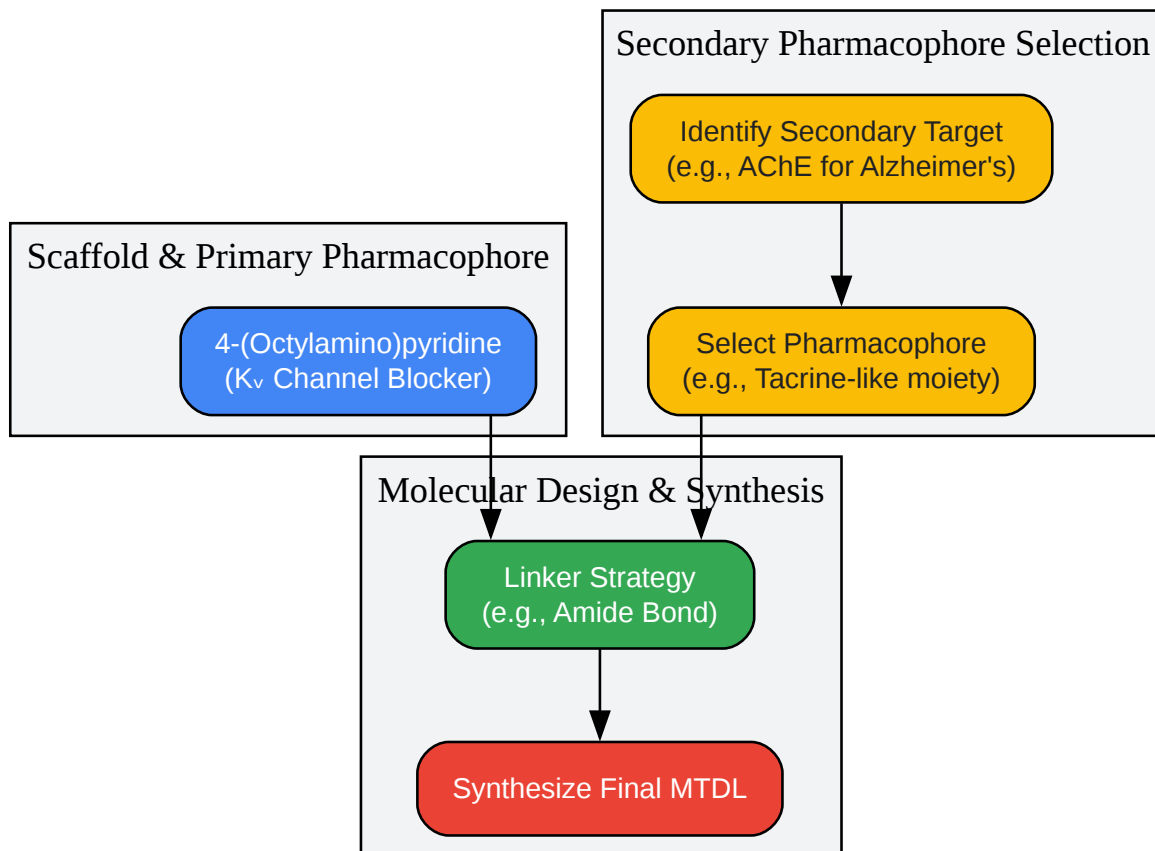 Secondary Pharmacophore Selection
Identify Secondary Target
(e.g., AChE for Alzheimer's)
Scaffold & Primary Pharmacophore
4-(Octylamino)pyridine
(Kᵥ Channel Blocker)
Select Pharmacophore
(e.g., Tacrine-like moiety)
Molecular Design & Synthesis
Linker Strategy
(e.g., Amide Bond)
Synthesize Final MTDL